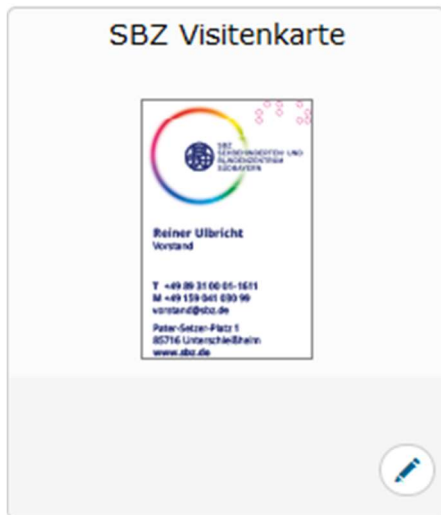 SBZ Visitenkarte
SBZ
SEHBEHINDERTEN- UND
BLINDENZENTRUM
SÜDBAYERN
Reiner Ulbricht
Vorstand
T +49 89 31 00 01-1611
M +49 159 041 030 99
vorstand@sbz.de
Pater-Setzer-Platz 1
85716 Unterschleißheim
www.sbz.de